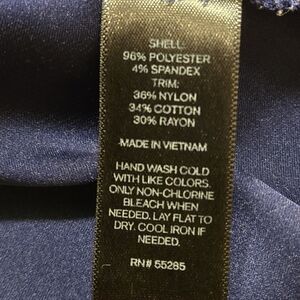 SHELL:
96% POLYESTER
4% SPANDEX
TRIM:
36% NYLON
34% COTTON
30% RAYON
MADE IN VIETNAM
HAND WASH COLD
WITH LIKE COLORS.
ONLY NON-CHLORINE
BLEACH WHEN
NEEDED. LAY FLAT TO
DRY. COOL IRON IF
NEEDED.
RN# 55285